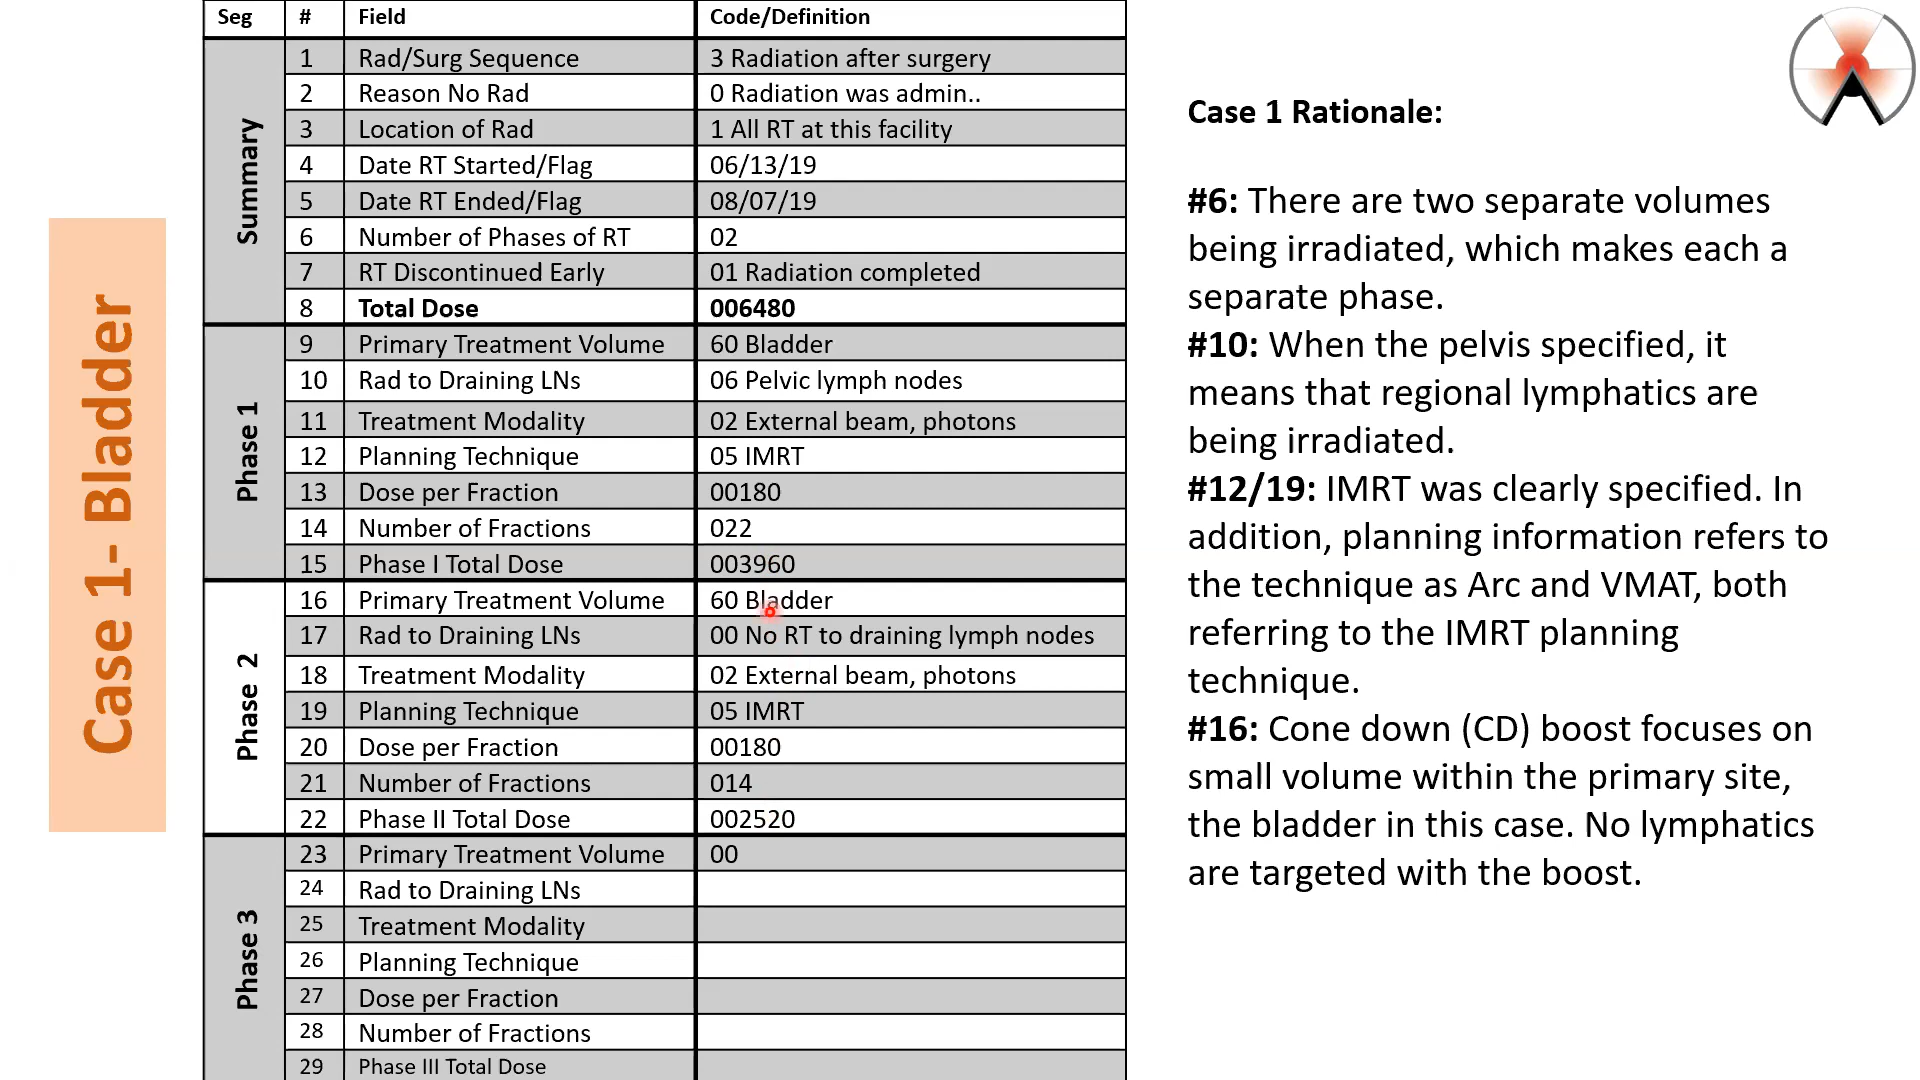 Case 1- Bladder
Seg # Field Code/Definition
Summary
1 Rad/Surg Sequence 3 Radiation after surgery
2 Reason No Rad 0 Radiation was admin..
3 Location of Rad 1 All RT at this facility
4 Date RT Started/Flag 06/13/19
5 Date RT Ended/Flag 08/07/19
6 Number of Phases of RT 02
7 RT Discontinued Early 01 Radiation completed
8 Total Dose 006480
Phase 1
9 Primary Treatment Volume 60 Bladder
10 Rad to Draining LNs 06 Pelvic lymph nodes
11 Treatment Modality 02 External beam, photons
12 Planning Technique 05 IMRT
13 Dose per Fraction 00180
14 Number of Fractions 022
15 Phase I Total Dose 003960
Phase 2
16 Primary Treatment Volume 60 Bladder
17 Rad to Draining LNs 00 No RT to draining lymph nodes
18 Treatment Modality 02 External beam, photons
19 Planning Technique 05 IMRT
20 Dose per Fraction 00180
21 Number of Fractions 014
22 Phase II Total Dose 002520
Phase 3
23 Primary Treatment Volume 00
24 Rad to Draining LNs
25 Treatment Modality
26 Planning Technique
27 Dose per Fraction
28 Number of Fractions
29 Phase III Total Dose
Case 1 Rationale:
#6: There are two separate volumes
being irradiated, which makes each a
separate phase.
#10: When the pelvis specified, it
means that regional lymphatics are
being irradiated.
#12/19: IMRT was clearly specified. In
addition, planning information refers to
the technique as Arc and VMAT, both
referring to the IMRT planning
technique.
#16: Cone down (CD) boost focuses on
small volume within the primary site,
the bladder in this case. No lymphatics
are targeted with the boost.